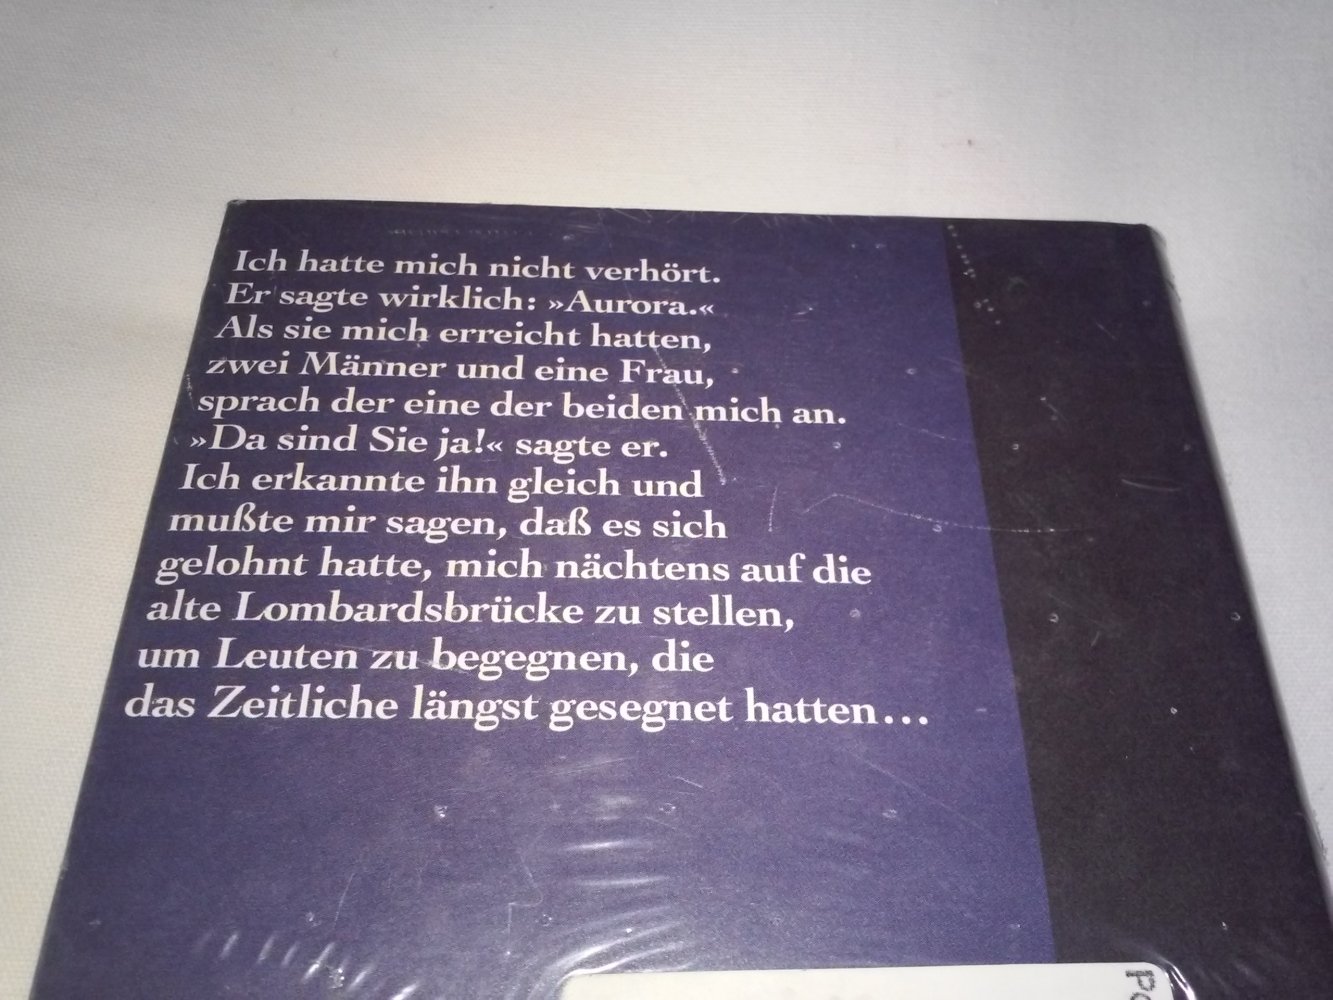 Ich hatte mich nicht verhört.
Er sagte wirklich: »Aurora.«
Als sie mich erreicht hatten,
zwei Männer und eine Frau,
sprach der eine der beiden mich an.
»Da sind Sie ja!« sagte er.
Ich erkannte ihn gleich und
mußte mir sagen, daß es sich
gelohnt hatte, mich nächtens auf die
alte Lombardsbrücke zu stellen,
um Leuten zu begegnen, die
das Zeitliche längst gesegnet hatten...